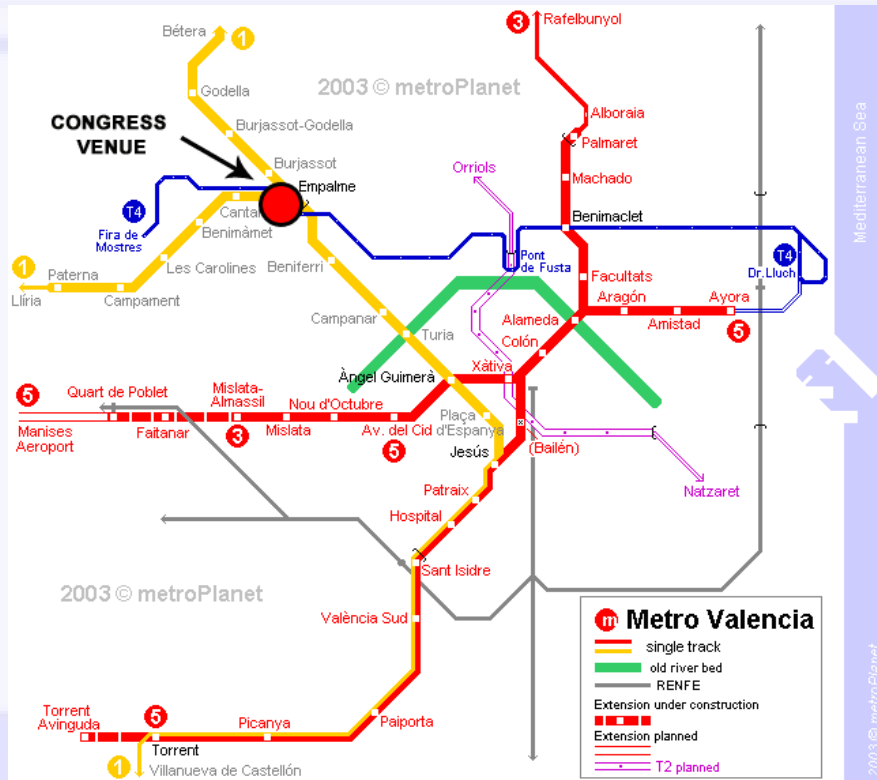 Bétera
1
3
Rafelbunyol
2003 © metroPlanet
Godella
CONGRESS
VENUE
Burjassot-Godella
Alboraia
Palmaret
Burjassot
Orriols
Machado
Empalme
T4
Fira de
Mostres
Canta
Benimàmet
Benimaclet
Mediterranean Sea
1
Paterna
Les Carolines
Beniferri
Pont
de Fusta
T4
Dr.Lluch
Llíria
Campament
Facultats
Aragón
Ayora
Campanar
Turia
Alameda
Amistad
5
Colón
Àngel Guimerà
Xàtiva
5
Quart de Poblet
Mislata-
Almassil
Nou d'Octubre
Plaça
d'Espanya
Manises
Aeroport
Faitanar
3
Mislata
Av. del Cid
5
(Bailén)
Jesús
Natzaret
Patraix
Hospital
Sant Isidre
2003 © metroPlanet
València Sud
m Metro Valencia
single track
old river bed
RENFE
Extension under construction
Extension planned
T2 planned
Torrent
Avinguda
5
Picanya
Paiporta
Torrent
1
Villanueva de Castellón
2003 © metroPlanet